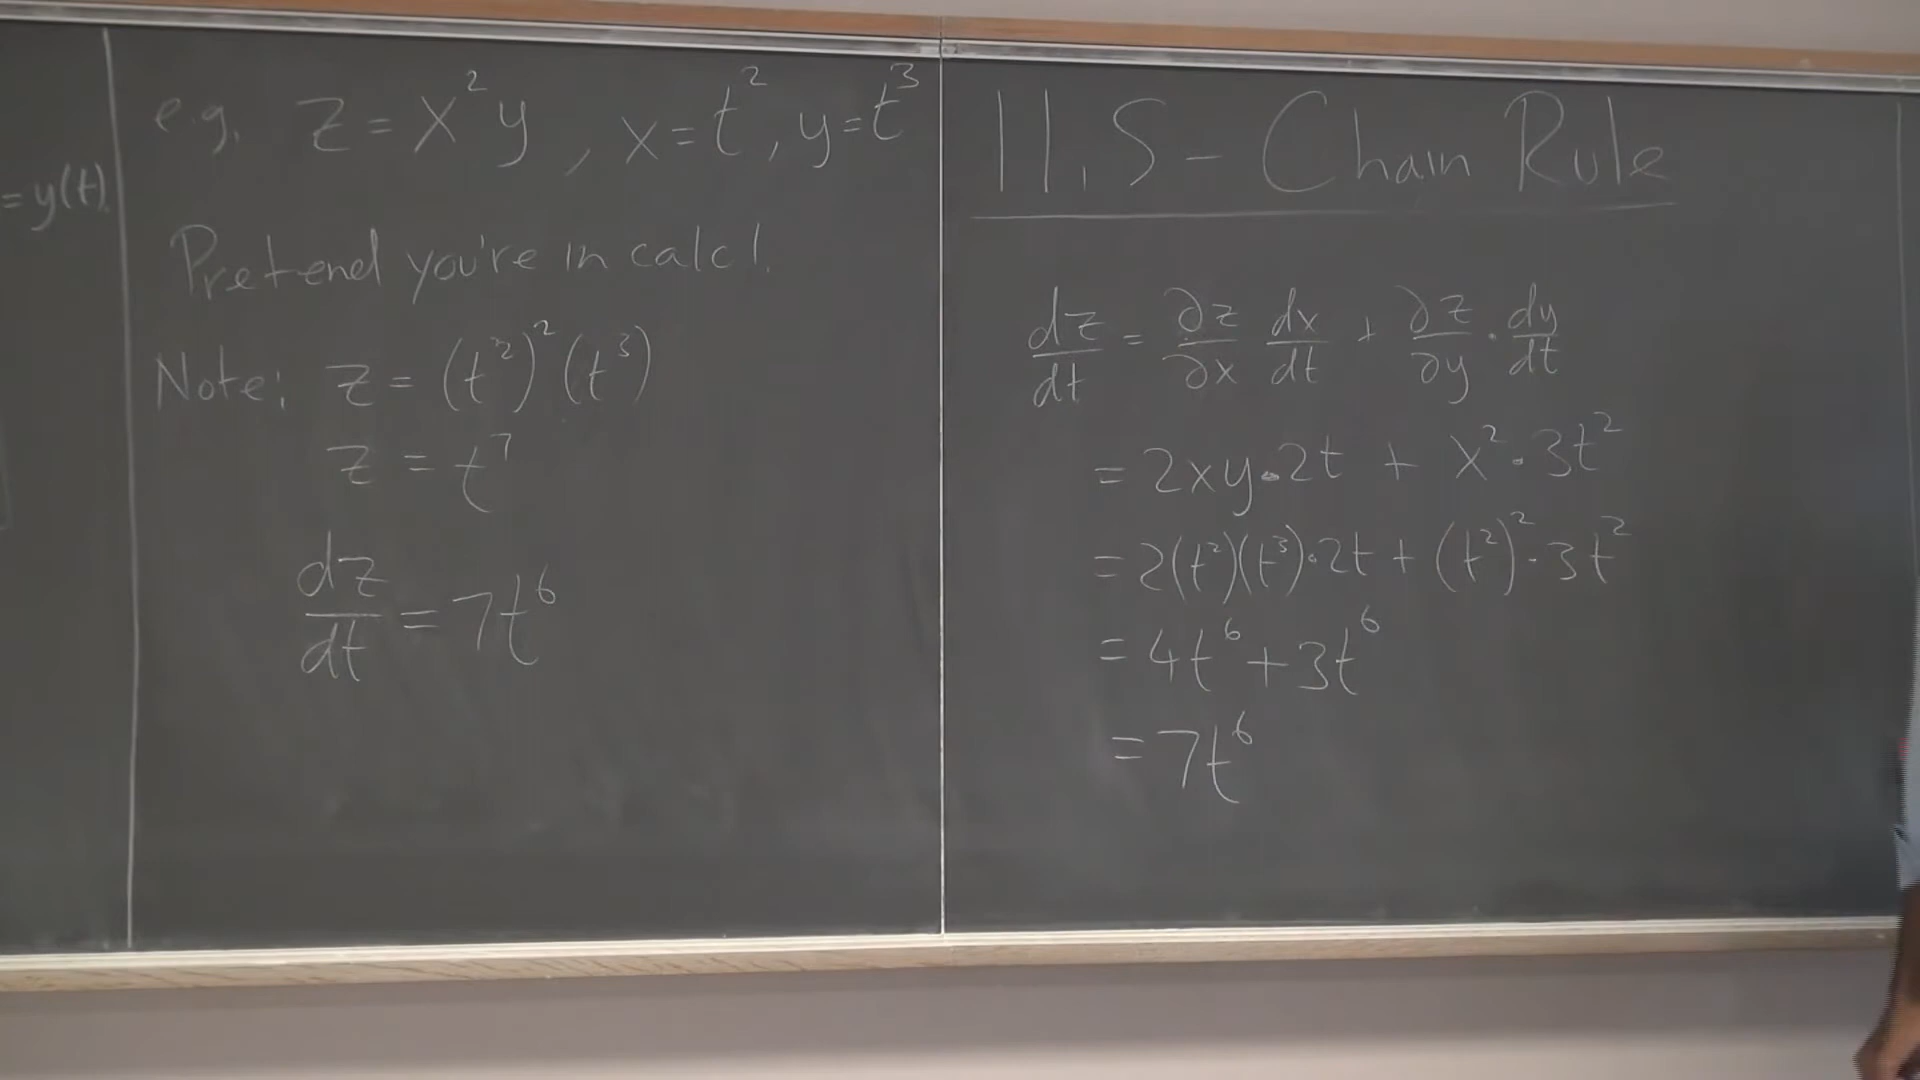 = y(t)
e.g. z = x²y , x = t², y = t³
Pretend you're in calc 1.
Note: z = (t²)² (t³)
z = t⁷
dz/dt = 7t⁶
11.5 - Chain Rule
dz/dt = ∂z/∂x dx/dt + ∂z/∂y · dy/dt
= 2xy · 2t + x² · 3t²
= 2(t²)(t³) · 2t + (t²)² · 3t²
= 4t⁶ + 3t⁶
= 7t⁶